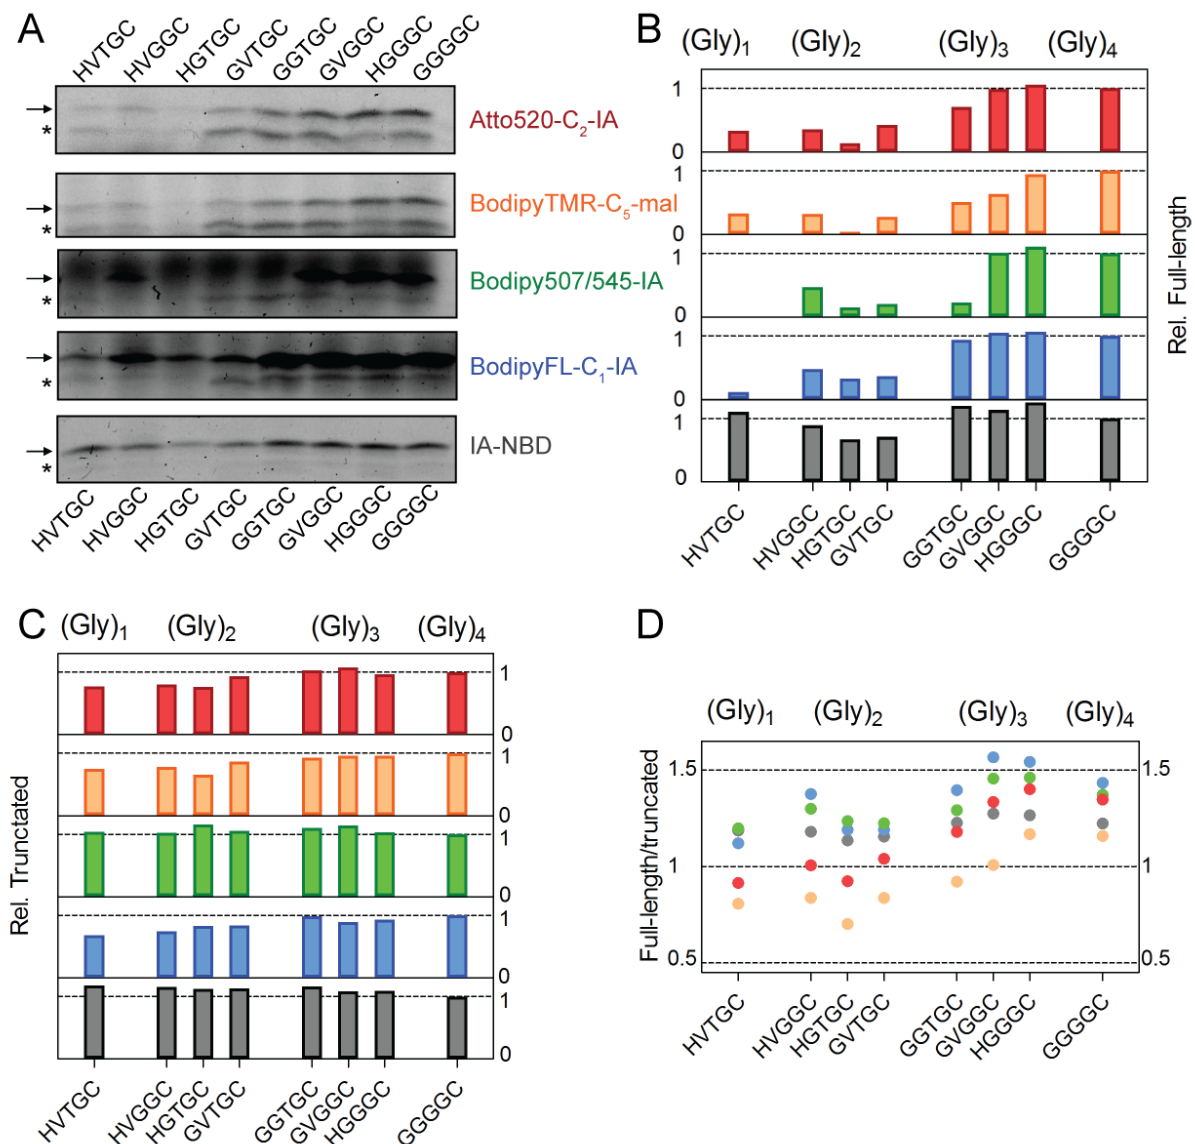 A
HVTGC HVGGC HGTGC GVTGC GGTGC GVGGC HGGGC GGGGC
→ Atto520-C₂-IA
*
→ BodipyTMR-C₅-mal
*
→ Bodipy507/545-IA
*
→ BodipyFL-C₁-IA
*
→ IA-NBD
*
HVTGC HVGGC HGTGC GVTGC GGTGC GVGGC HGGGC GGGGC
B
(Gly)₁ (Gly)₂ (Gly)₃ (Gly)₄
1
0
1
0
1
0
1
0
1
0
Rel. Full-length
HVTGC HVGGC HGTGC GVTGC GGTGC GVGGC HGGGC GGGGC
C
(Gly)₁ (Gly)₂ (Gly)₃ (Gly)₄
Rel. Trunctated
1
0
1
0
1
0
1
0
1
0
HVTGC HVGGC HGTGC GVTGC GGTGC GVGGC HGGGC GGGGC
D
(Gly)₁ (Gly)₂ (Gly)₃ (Gly)₄
Full-length/truncated
1.5 1.5
1 1
0.5 0.5
HVTGC HVGGC HGTGC GVTGC GGTGC GVGGC HGGGC GGGGC